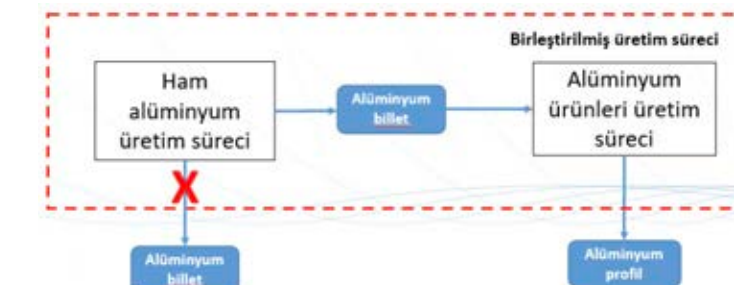 Birleştirilmiş üretim süreci
Ham
alüminyum
üretim süreci
Alüminyum
billet
Alüminyum
ürünleri üretim
süreci
X
Alüminyum
billet
Alüminyum
profil